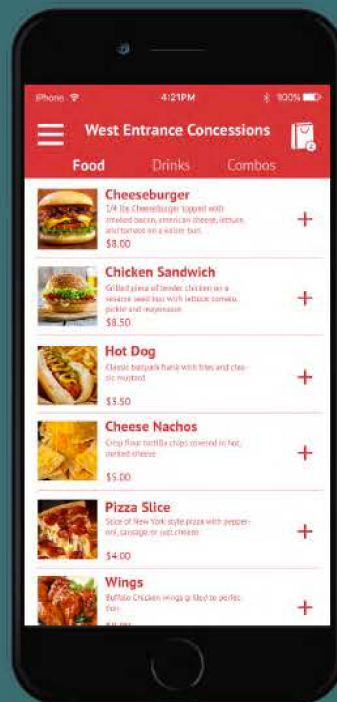 iPhone 4:21PM 100%
West Entrance Concessions
2
Food Drinks Combos
Cheeseburger
1/4 lbs Cheeseburger topped with
smoked bacon, american cheese, lettuce,
and tomato on a kaiser bun.
$8.00
Chicken Sandwich
Grilled piece of tender chicken on a
sesame seed bun with lettuce tomato,
pickle and mayonaise
$8.50
Hot Dog
Classic ballpark frank with fries and clas-
sic mustard
$3.50
Cheese Nachos
Crisp flour tortilla chips covered in hot,
melted cheese
$5.00
Pizza Slice
Slice of New York style pizza with pepper-
oni, sausage, or just cheese
$4.00
Wings
Buffalo Chicken wings grilled to perfec-
tion